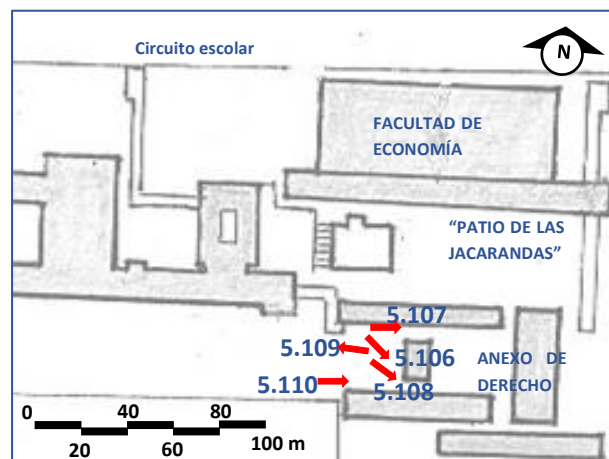 Circuito escolar
N
FACULTAD DE
ECONOMÍA
“PATIO DE LAS
JACARANDAS”
5.107
5.109
5.106
ANEXO DE
DERECHO
5.110
5.108
0 40 80
20 60 100 m